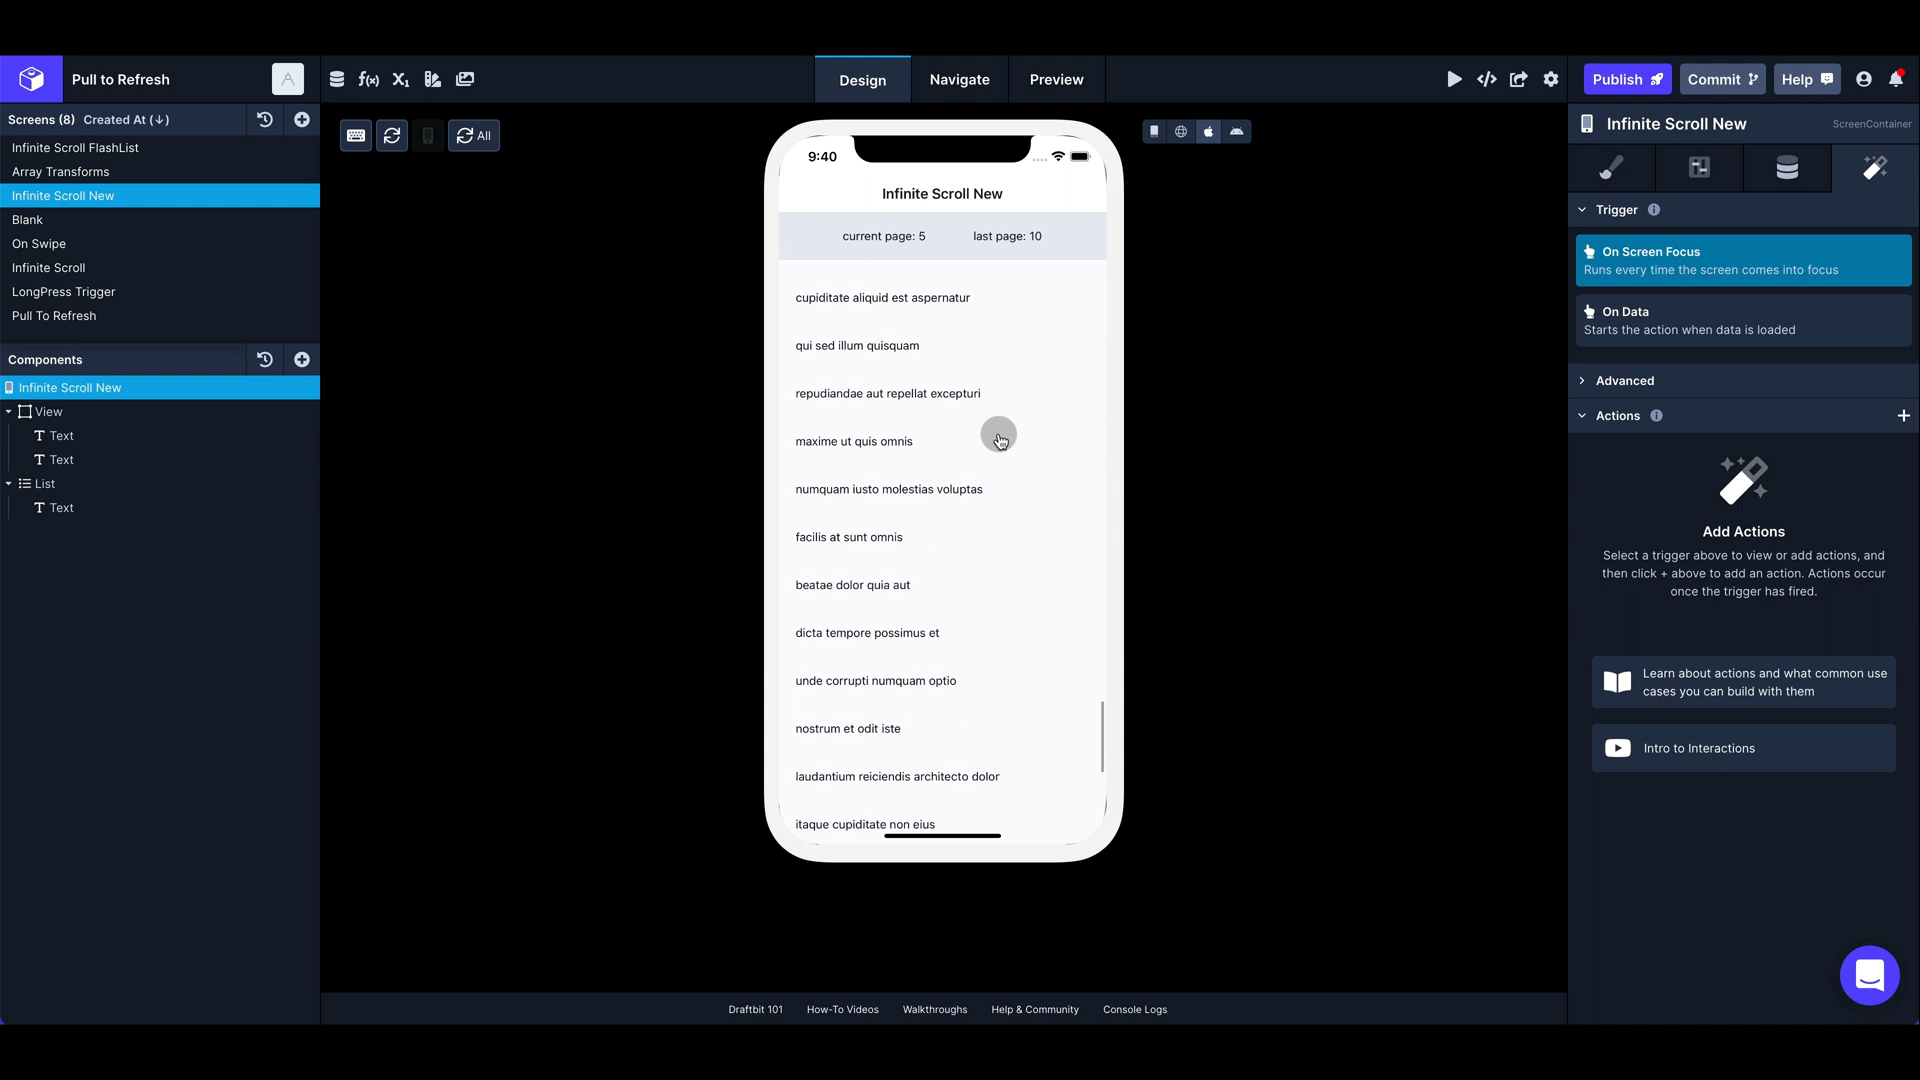 Pull to Refresh
Design
Navigate
Preview
Publish
Commit
Help
Screens (8) Created At (↓)
Infinite Scroll FlashList
Array Transforms
Infinite Scroll New
Blank
On Swipe
Infinite Scroll
LongPress Trigger
Pull To Refresh
Components
Infinite Scroll New
View
Text
Text
List
Text
All
9:40
Infinite Scroll New
current page: 5
last page: 10
cupiditate aliquid est aspernatur
qui sed illum quisquam
repudiandae aut repellat excepturi
maxime ut quis omnis
numquam iusto molestias voluptas
facilis at sunt omnis
beatae dolor quia aut
dicta tempore possimus et
unde corrupti numquam optio
nostrum et odit iste
laudantium reiciendis architecto dolor
itaque cupiditate non eius
Infinite Scroll New
ScreenContainer
Trigger
On Screen Focus
Runs every time the screen comes into focus
On Data
Starts the action when data is loaded
Advanced
Actions
Add Actions
Select a trigger above to view or add actions, and
then click + above to add an action. Actions occur
once the trigger has fired.
Learn about actions and what common use
cases you can build with them
Intro to Interactions
Draftbit 101
How-To Videos
Walkthroughs
Help & Community
Console Logs